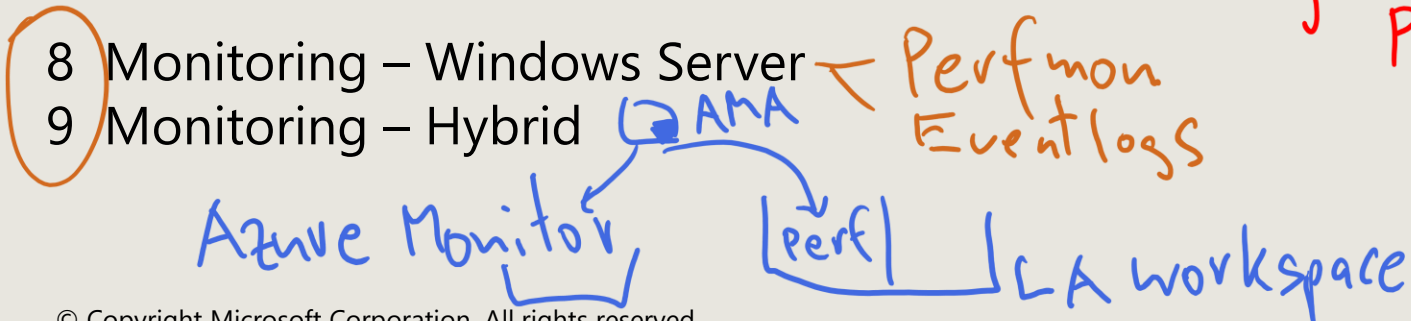 8 Monitoring – Windows Server
Perfmon
9 Monitoring – Hybrid
AMA
Eventlogs
Azure Monitor
Perf
LA workspace
© Copyright Microsoft Corporation. All rights reserved.